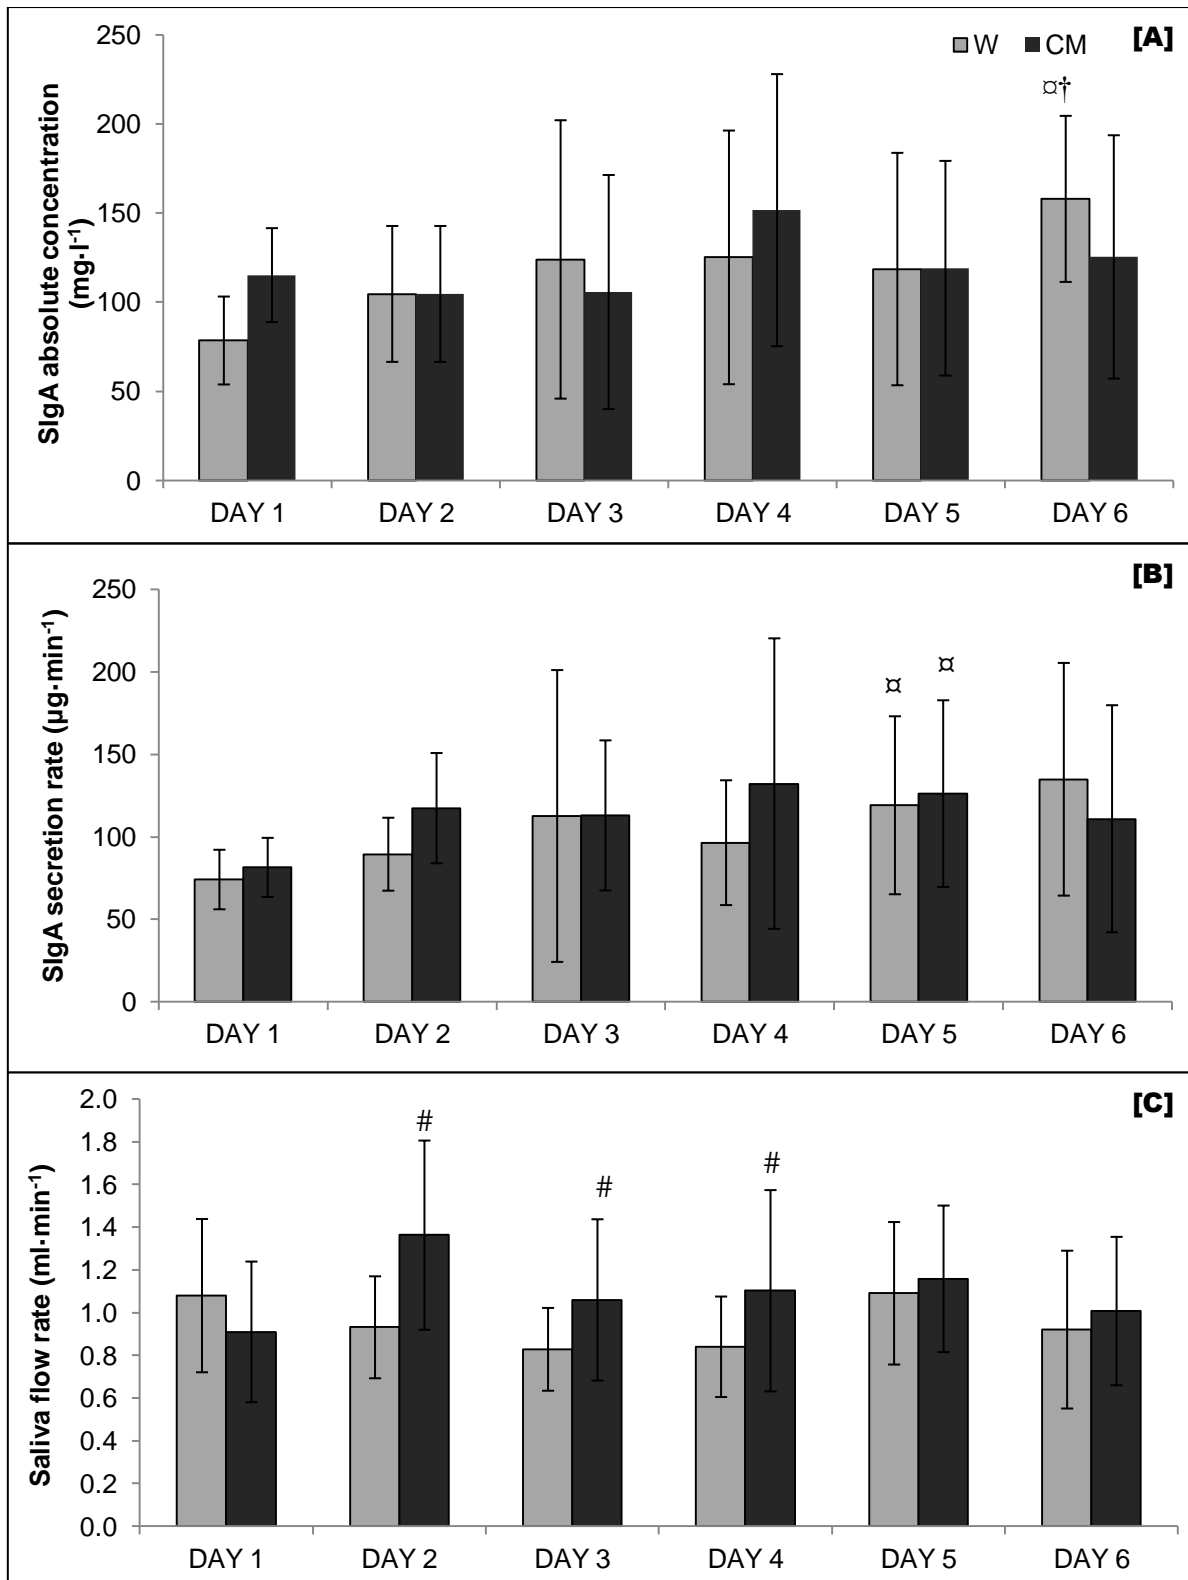 [A]
W CM
¤†
SIgA absolute concentration
(mg·l-1)
250
200
150
100
50
0
DAY 1 DAY 2 DAY 3 DAY 4 DAY 5 DAY 6
[B]
¤ ¤
SIgA secretion rate (µg·min-1)
250
200
150
100
50
0
DAY 1 DAY 2 DAY 3 DAY 4 DAY 5 DAY 6
[C]
# # #
Saliva flow rate (ml·min-1)
2.0
1.8
1.6
1.4
1.2
1.0
0.8
0.6
0.4
0.2
0.0
DAY 1 DAY 2 DAY 3 DAY 4 DAY 5 DAY 6